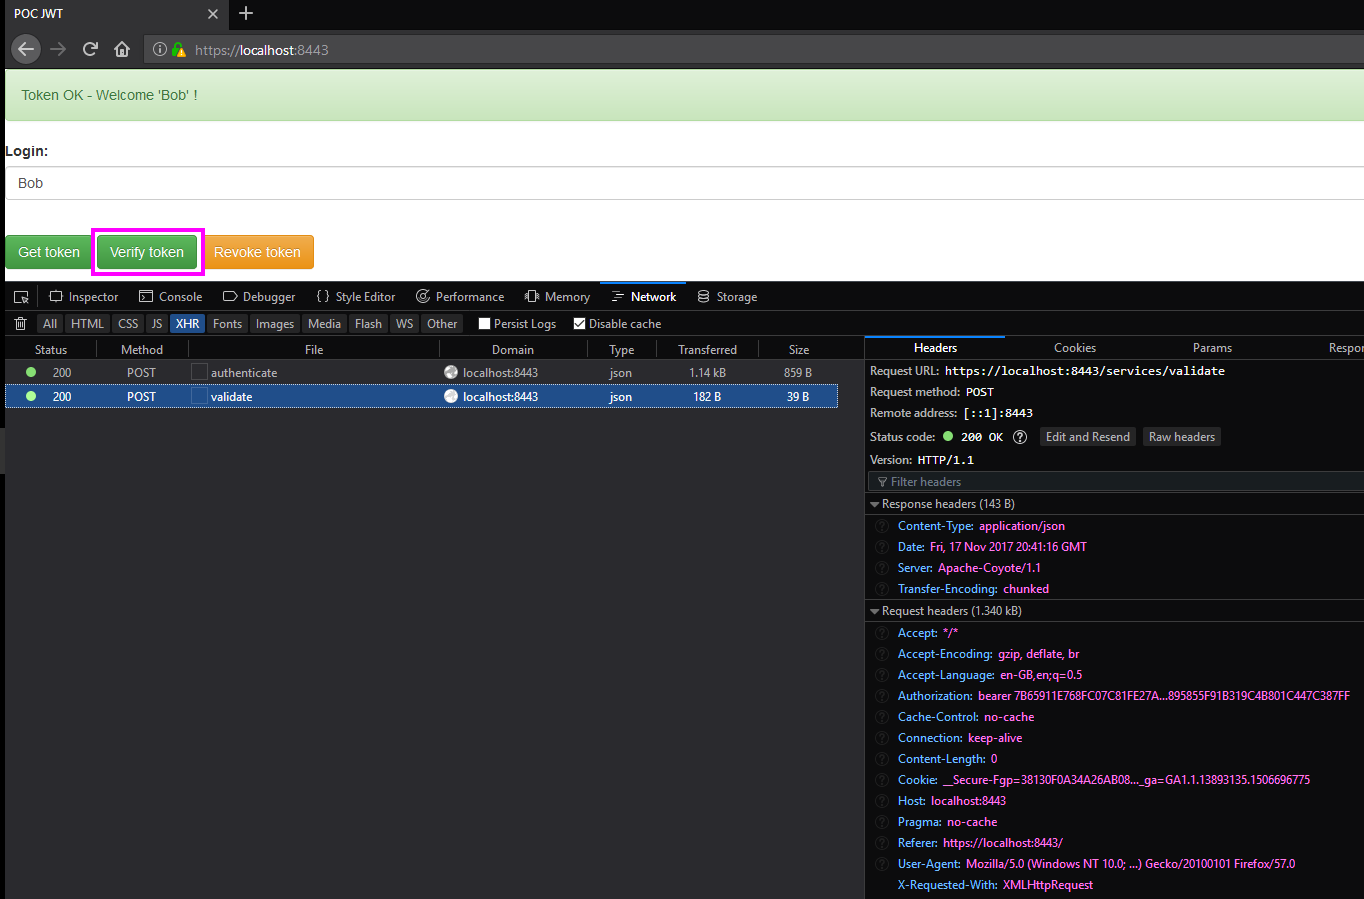 POC JWT
https://localhost:8443
Token OK - Welcome 'Bob' !
Login:
Bob
Get token Verify token Revoke token
Inspector Console Debugger Style Editor Performance Memory Network Storage
All HTML CSS JS XHR Fonts Images Media Flash WS Other Persist Logs Disable cache
Status Method File Domain Type Transferred Size
200 POST authenticate localhost:8443 json 1.14 kB 859 B
200 POST validate localhost:8443 json 182 B 39 B
Headers Cookies Params Respor
Request URL: https://localhost:8443/services/validate
Request method: POST
Remote address: [::1]:8443
Status code: 200 OK Edit and Resend Raw headers
Version: HTTP/1.1
Filter headers
Response headers (143 B)
Content-Type: application/json
Date: Fri, 17 Nov 2017 20:41:16 GMT
Server: Apache-Coyote/1.1
Transfer-Encoding: chunked
Request headers (1.340 kB)
Accept: */*
Accept-Encoding: gzip, deflate, br
Accept-Language: en-GB,en;q=0.5
Authorization: bearer 7B65911E768FC07C81FE27A...895855F91B319C4B801C447C387FF
Cache-Control: no-cache
Connection: keep-alive
Content-Length: 0
Cookie: __Secure-Fgp=38130F0A34A26AB08..._ga=GA1.1.13893135.1506696775
Host: localhost:8443
Pragma: no-cache
Referer: https://localhost:8443/
User-Agent: Mozilla/5.0 (Windows NT 10.0; ...) Gecko/20100101 Firefox/57.0
X-Requested-With: XMLHttpRequest